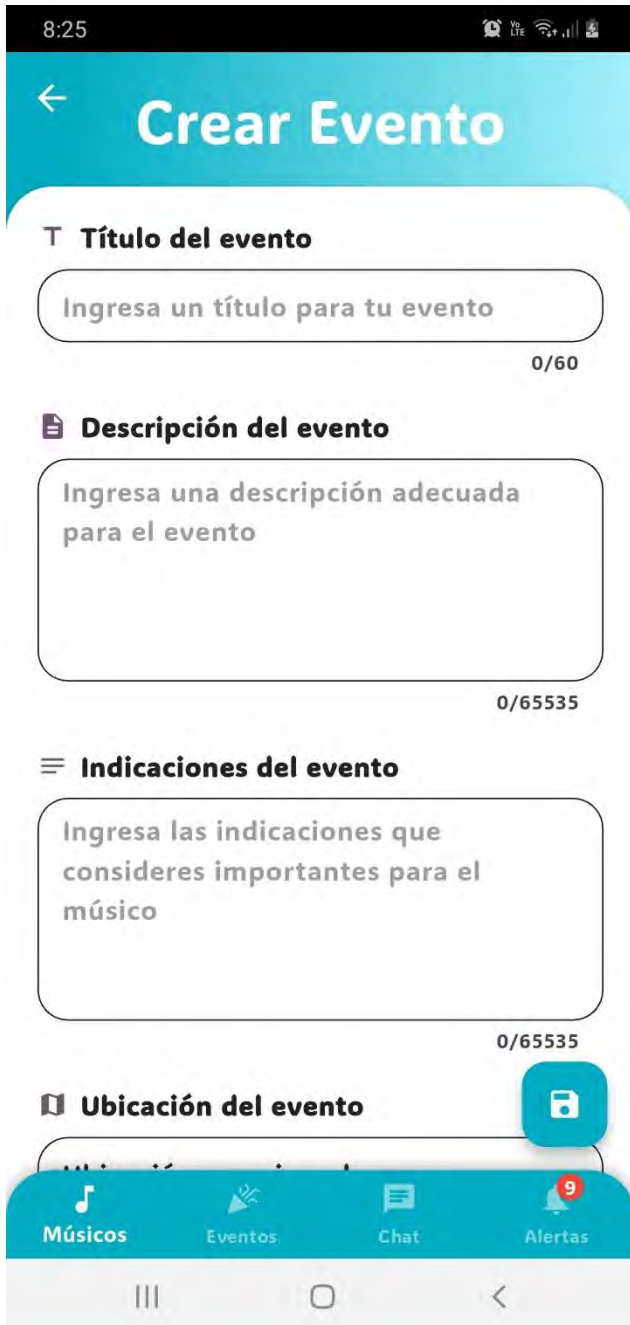 8:25
Vo
LTE
Crear Evento
Título del evento
Ingresa un título para tu evento
0/60
Descripción del evento
Ingresa una descripción adecuada
para el evento
0/65535
Indicaciones del evento
Ingresa las indicaciones que
consideres importantes para el
músico
0/65535
Ubicación del evento
9
Músicos
Eventos
Chat
Alertas